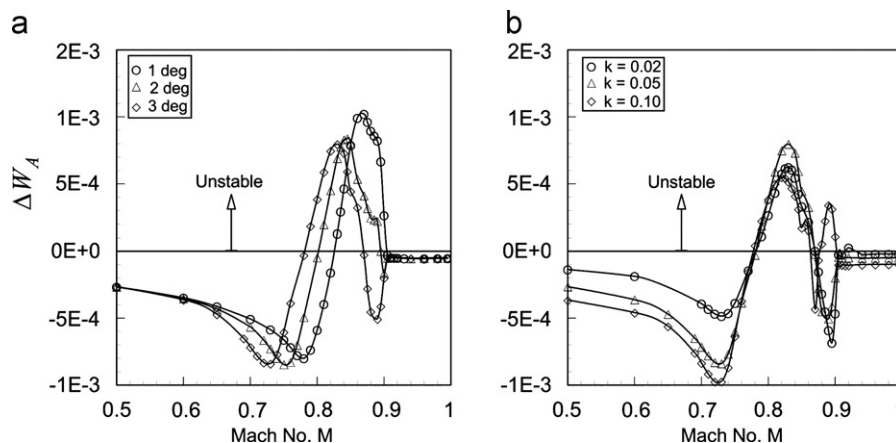 a
2E-3
1E-3
5E-4
0E+0
-5E-4
-1E-3
ΔW_A
1 deg
2 deg
3 deg
Unstable
0.5 0.6 0.7 0.8 0.9 1
Mach No. M
b
2E-3
1E-3
5E-4
0E+0
-5E-4
-1E-3
k = 0.02
k = 0.05
k = 0.10
Unstable
0.5 0.6 0.7 0.8 0.9 1
Mach No. M